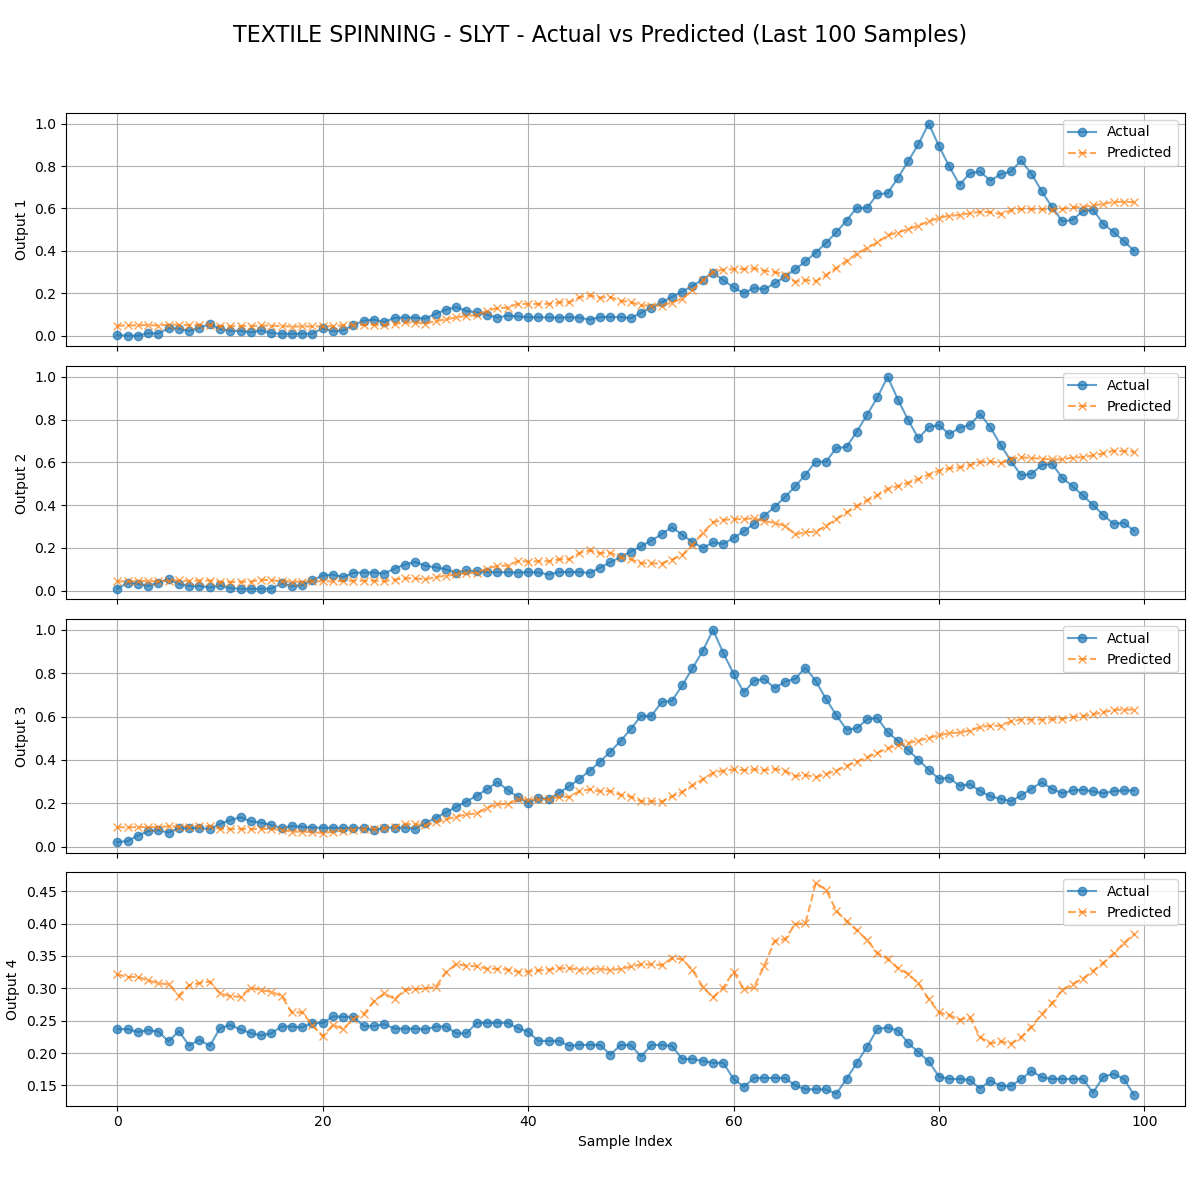 TEXTILE SPINNING - SLYT - Actual vs Predicted (Last 100 Samples)
1.0
0.8
0.6
0.4
0.2
0.0
Output 1
Actual
Predicted
1.0
0.8
0.6
0.4
0.2
0.0
Output 2
Actual
Predicted
1.0
0.8
0.6
0.4
0.2
0.0
Output 3
Actual
Predicted
0.45
0.40
0.35
0.30
0.25
0.20
0.15
Output 4
Actual
Predicted
0 20 40 60 80 100
Sample Index